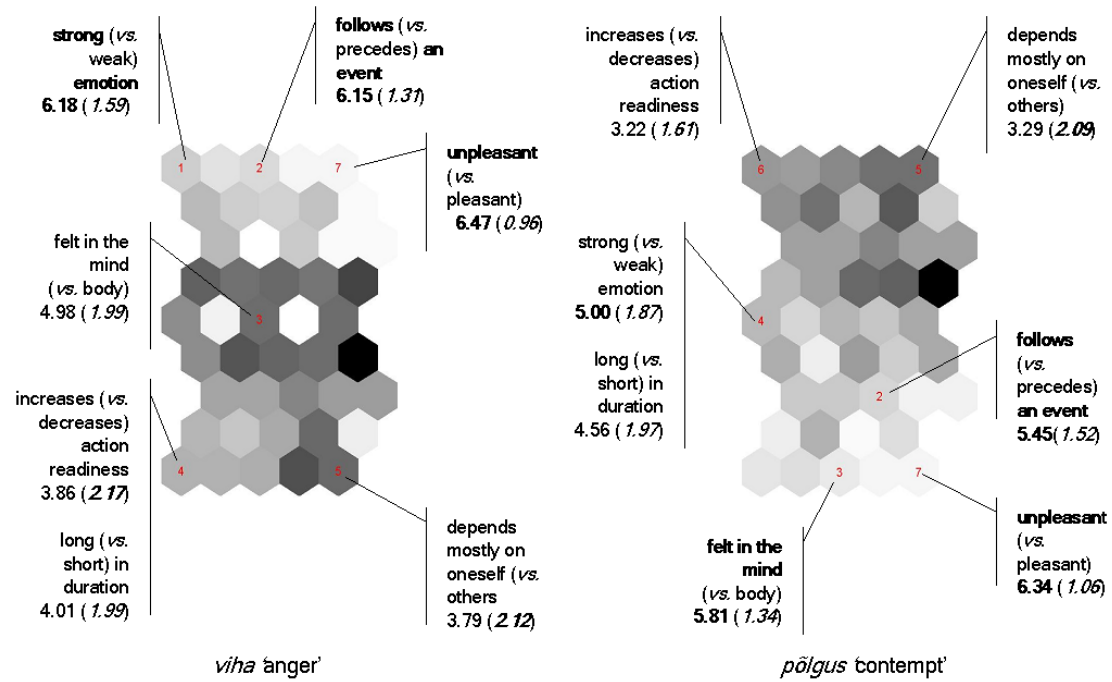 strong (vs.
weak)
emotion
6.18 (1.59)
follows (vs.
precedes) an
event
6.15 (1.31)
unpleasant
(vs.
pleasant)
6.47 (0.96)
felt in the
mind
(vs. body)
4.98 (1.99)
increases (vs.
decreases)
action
readiness
3.86 (2.17)
long (vs.
short) in
duration
4.01 (1.99)
depends
mostly on
oneself (vs.
others
3.79 (2.12)
1
2
7
3
4
5
viha ‘anger’
increases (vs.
decreases)
action
readiness
3.22 (1.61)
depends
mostly on
oneself (vs.
others)
3.29 (2.09)
strong (vs.
weak)
emotion
5.00 (1.87)
long (vs.
short) in
duration
4.56 (1.97)
follows
(vs.
precedes)
an event
5.45(1.52)
felt in the
mind
(vs. body)
5.81 (1.34)
unpleasant
(vs.
pleasant)
6.34 (1.06)
6
5
4
2
3
7
põlgus ‘contempt’